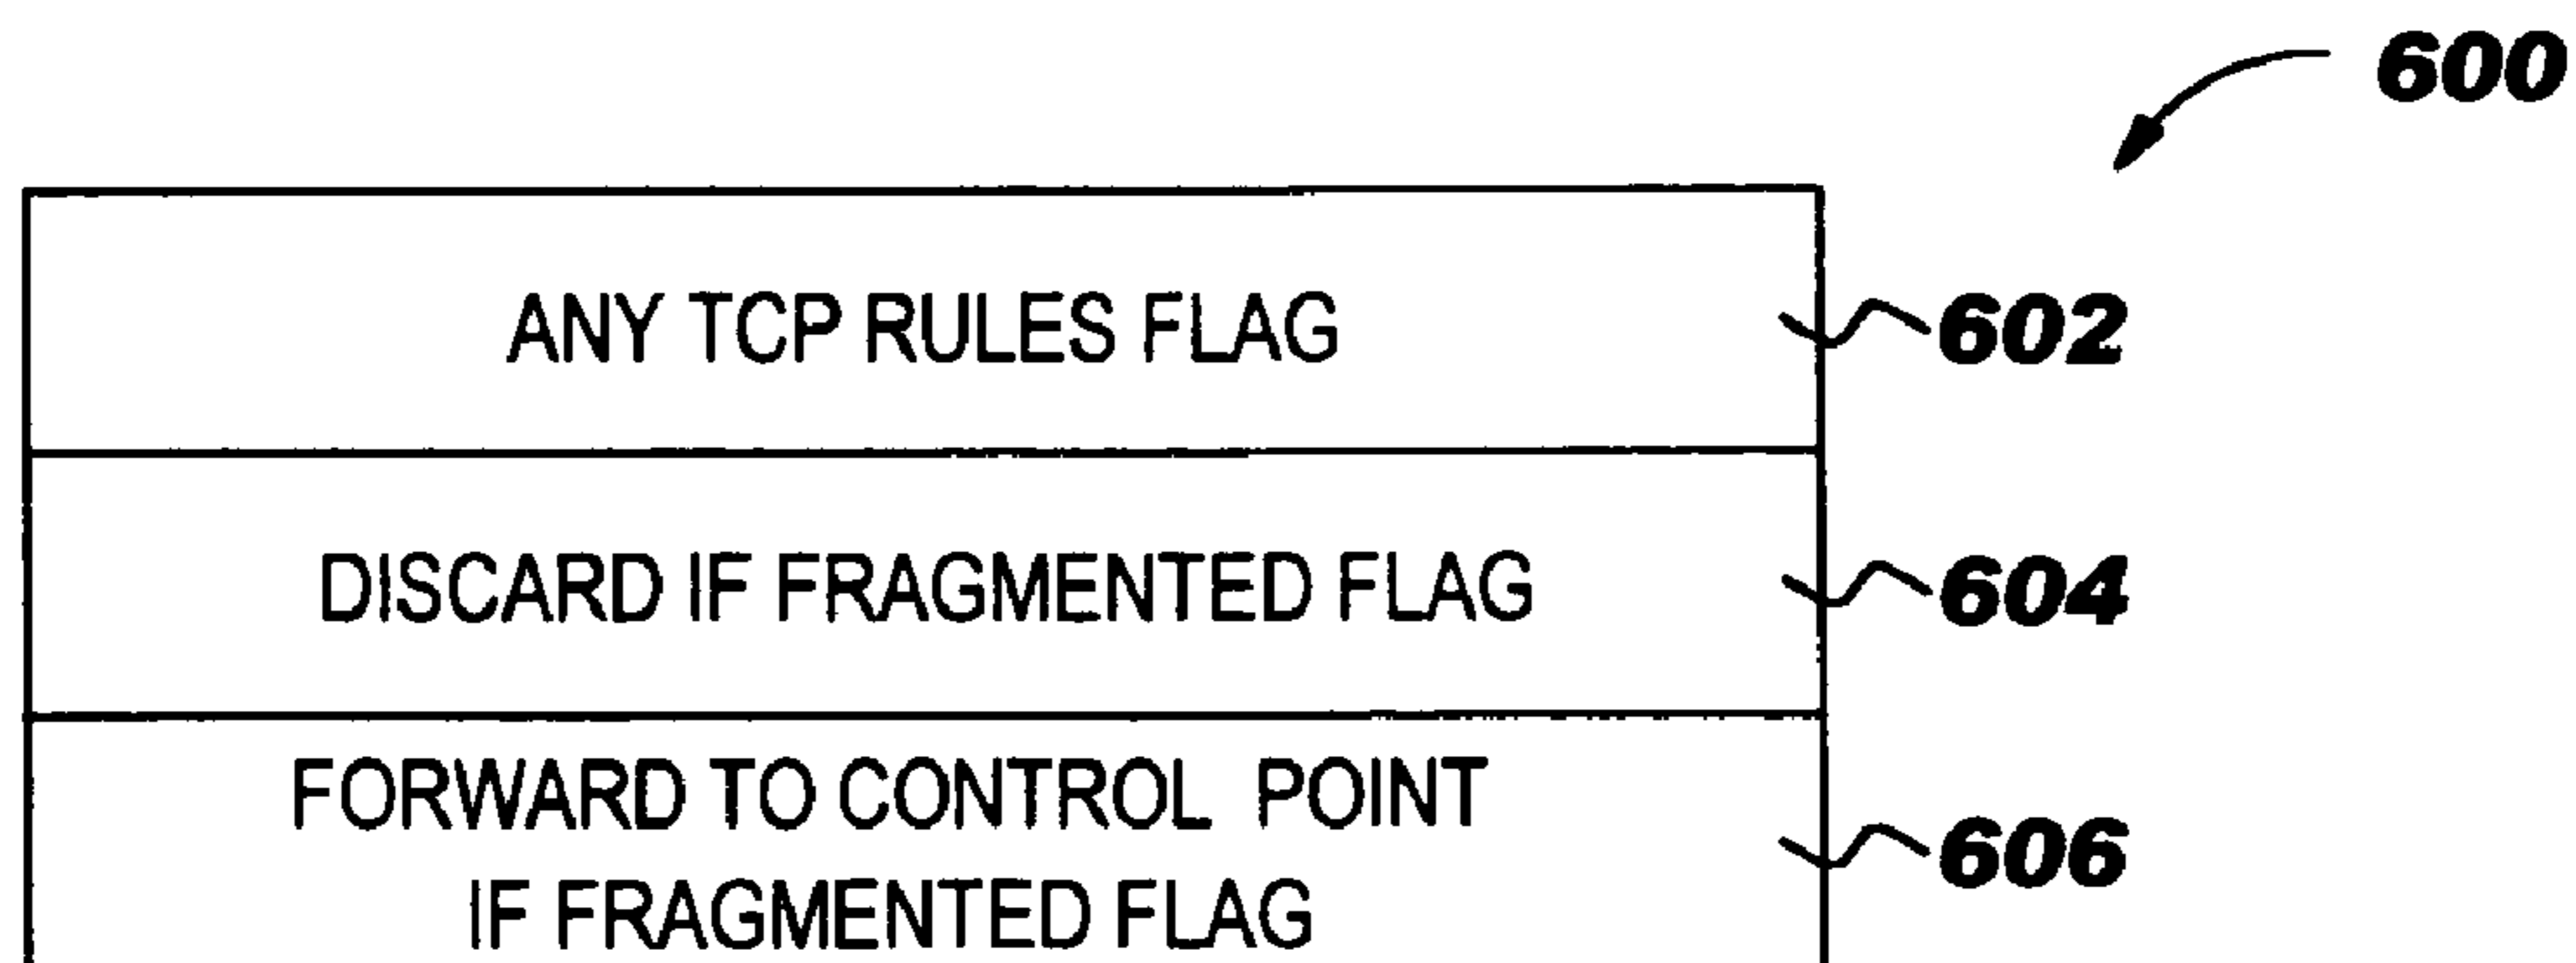 600
ANY TCP RULES FLAG
602
DISCARD IF FRAGMENTED FLAG
604
FORWARD TO CONTROL POINT
IF FRAGMENTED FLAG
606